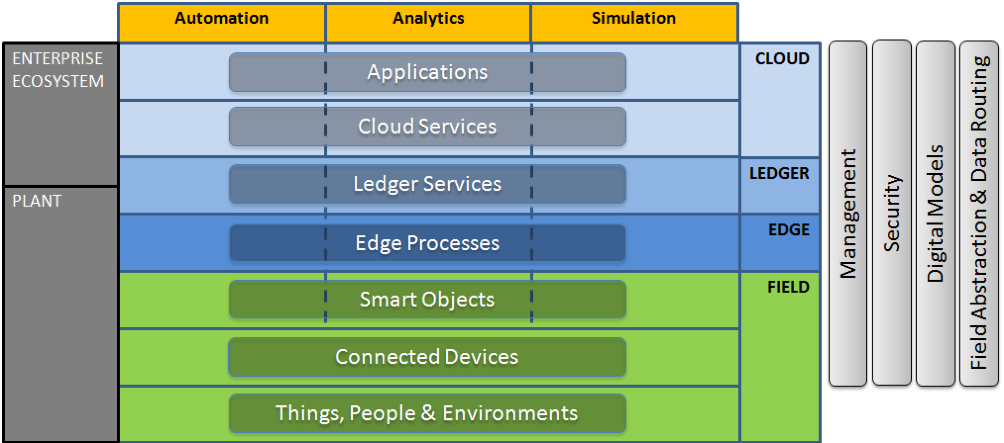 Automation
Analytics
Simulation
ENTERPRISE
ECOSYSTEM
Applications
CLOUD
Cloud Services
Ledger Services
LEDGER
PLANT
Edge Processes
EDGE
Smart Objects
FIELD
Connected Devices
Things, People & Environments
Management
Security
Digital Models
Field Abstraction & Data Routing